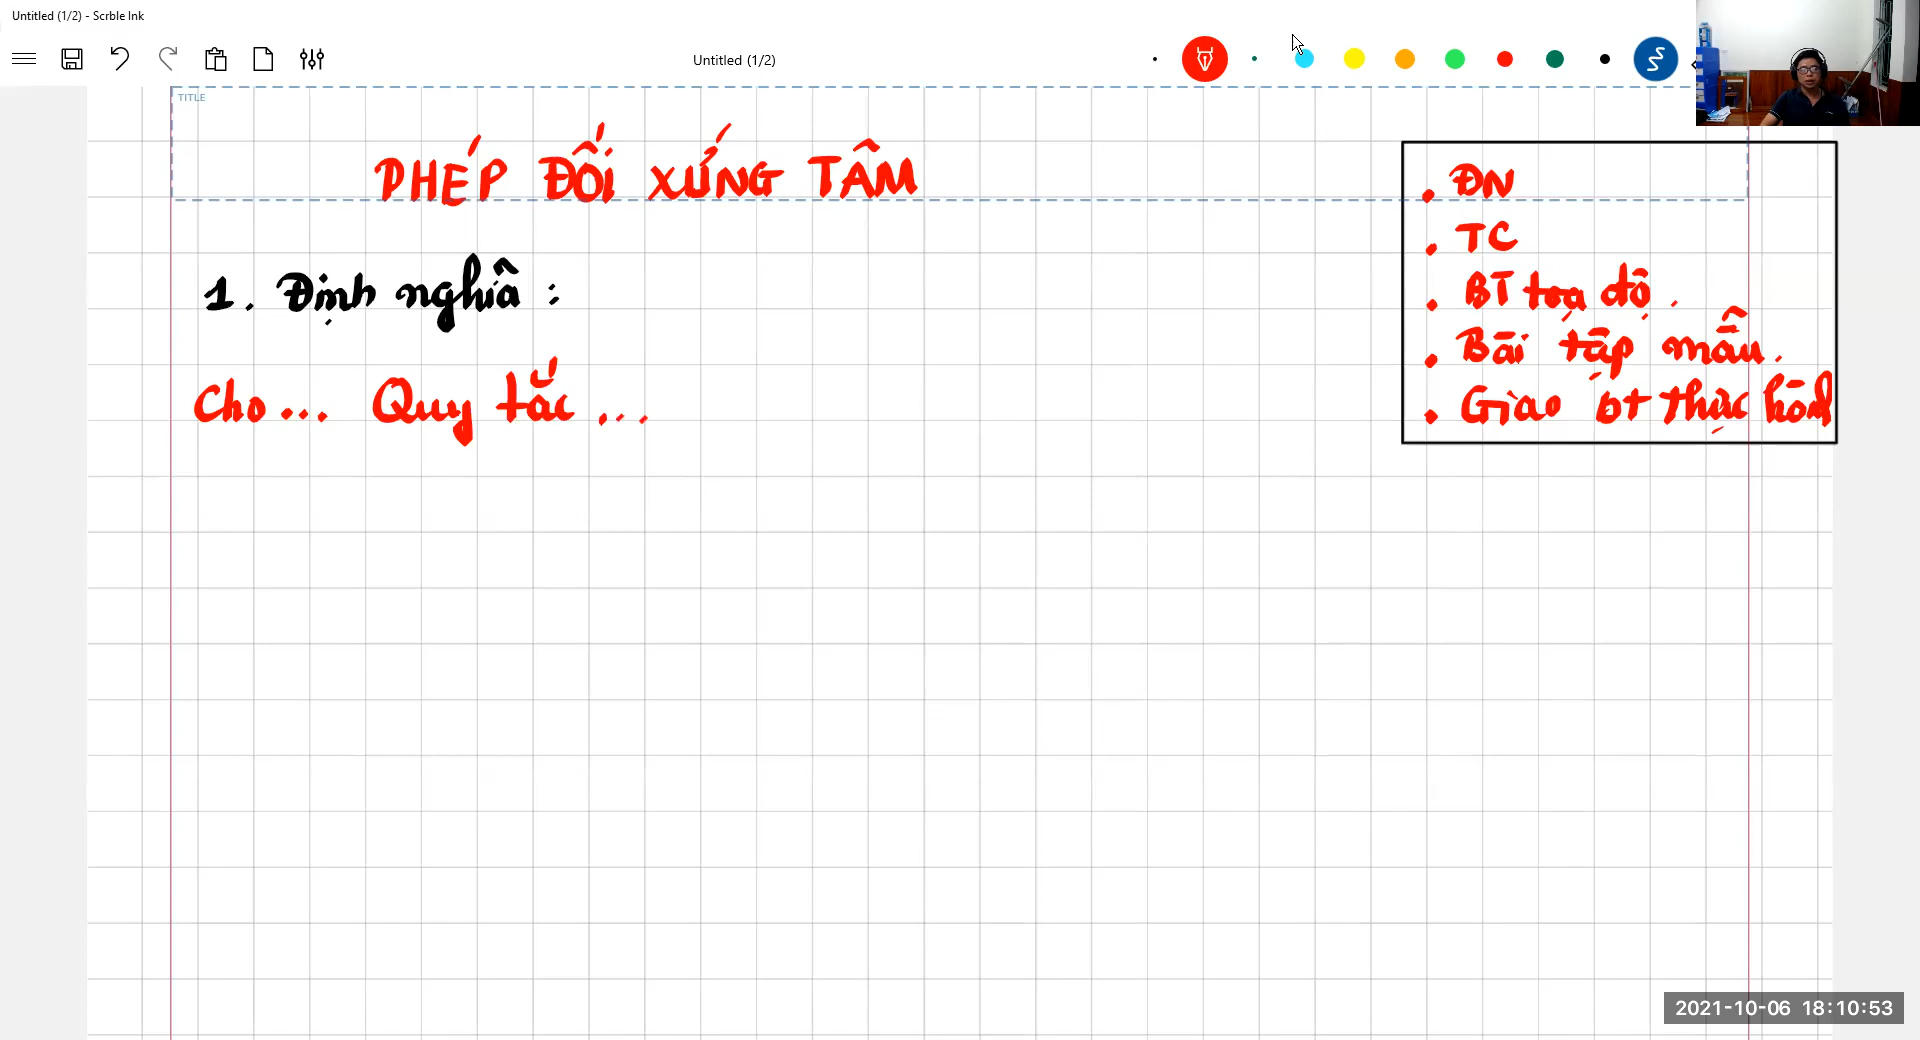 Untitled (1/2) - Scrble Ink
Untitled (1/2)
TITLE
PHÉP ĐỐI XỨNG TÂM
1. Định nghĩa :
Cho ... Quy tắc ...
. ĐN
. TC
. BT toạ độ .
. Bài tập mẫu .
. Giao bt thực hành
2021-10-06 18:10:53